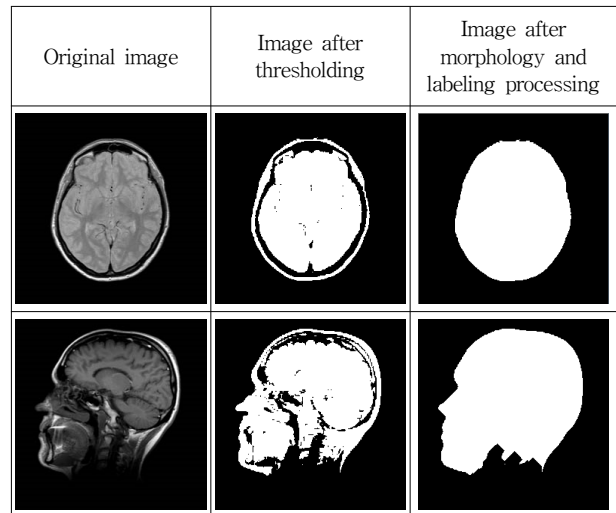 Original image
Image after
thresholding
Image after
morphology and
labeling processing